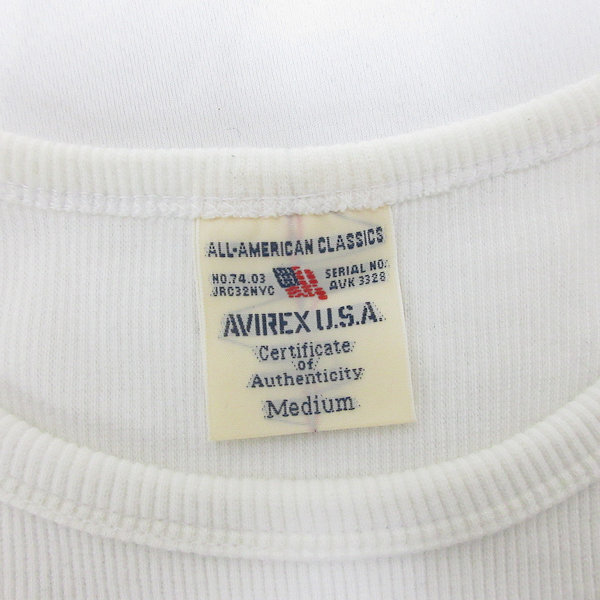 ALL-AMERICAN CLASSICS
NO.74.03 SERIAL NO.
JRC32NYC AVK 3328
AVIREX U.S.A.
Certificate
of
Authenticity
Medium